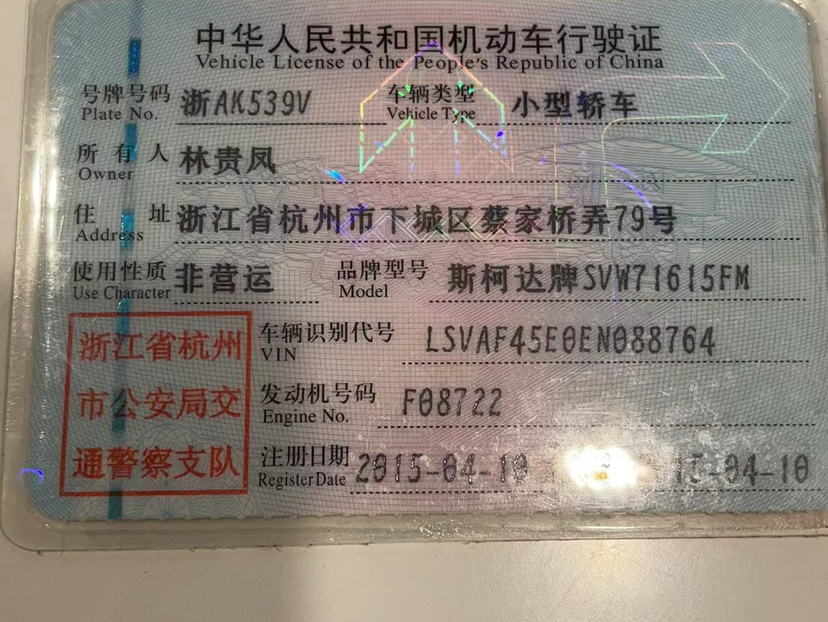 中华人民共和国机动车行驶证
Vehicle License of the People's Republic of China
号牌号码 浙AK539V 车辆类型 小型轿车
Plate No. Vehicle Type
所有人 林贵凤
Owner
住址 浙江省杭州市下城区蔡家桥弄79号
Address
使用性质 非营运 品牌型号 斯柯达牌SVW71615FM
Use Character Model
浙江省杭州
市公安局交
通警察支队
车辆识别代号 LSVAF45E0EN088764
VIN
发动机号码 F08722
Engine No.
注册日期 2015-04-10 15-04-10
Register Date